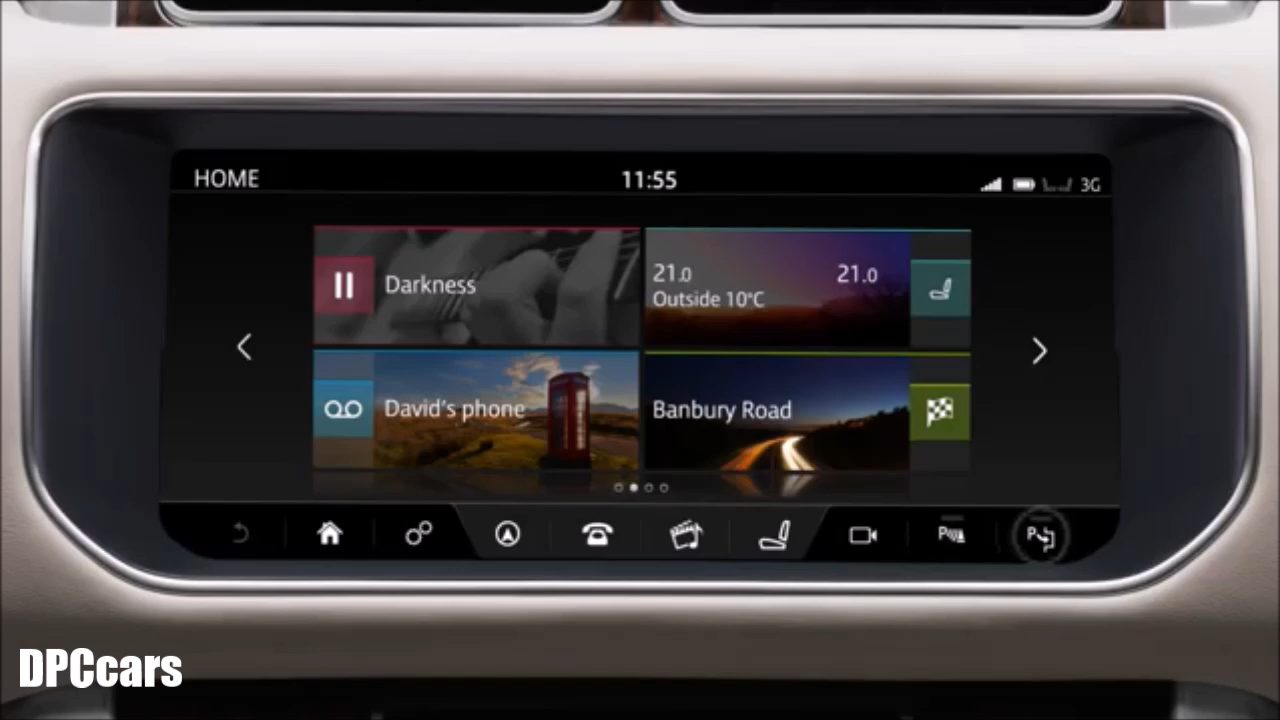 HOME 11:55 3G
Darkness
21.0 21.0
Outside 10°C
David's phone
Banbury Road
P
P
DPCcars